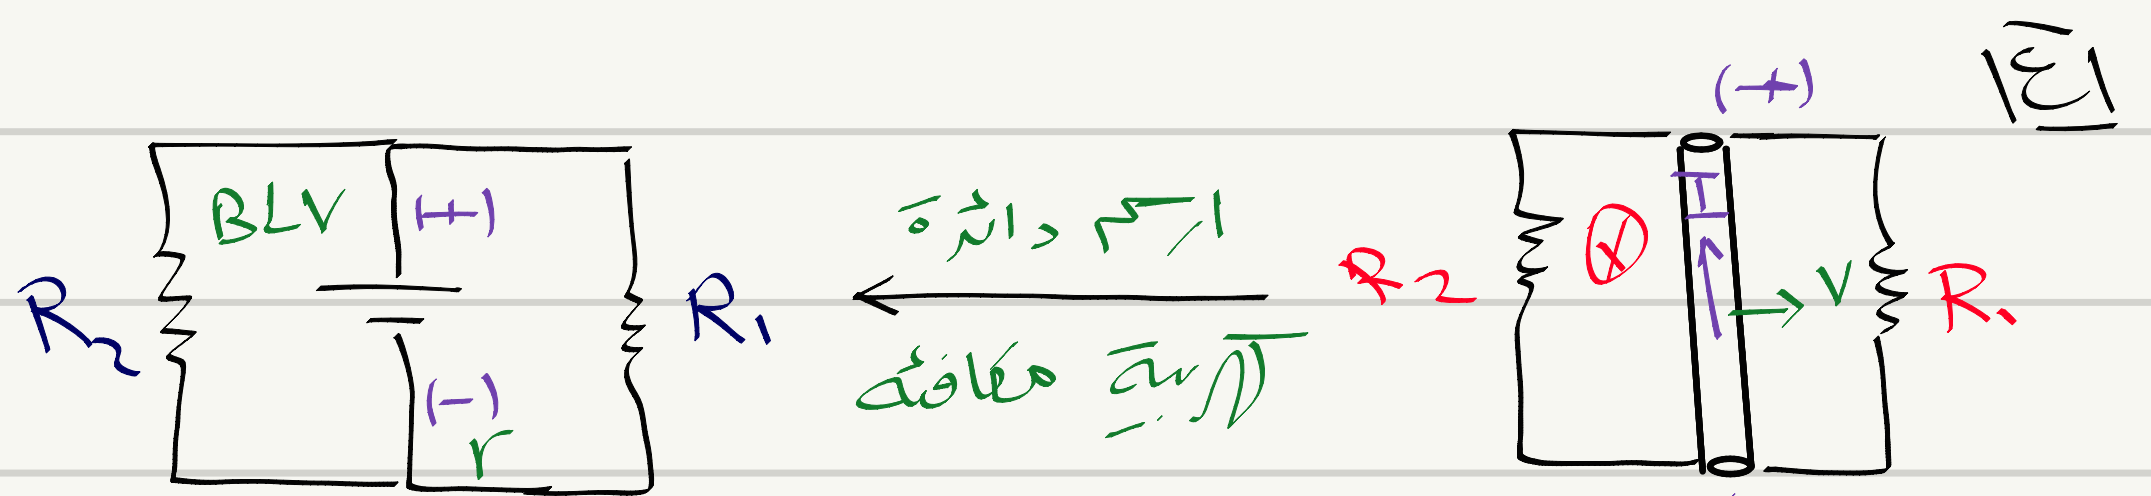 (+)
R₂
I
V
R₁
ارسم دائرة
كهربية مكافئة
BLV
(+)
R₂
R₁
(-)
r